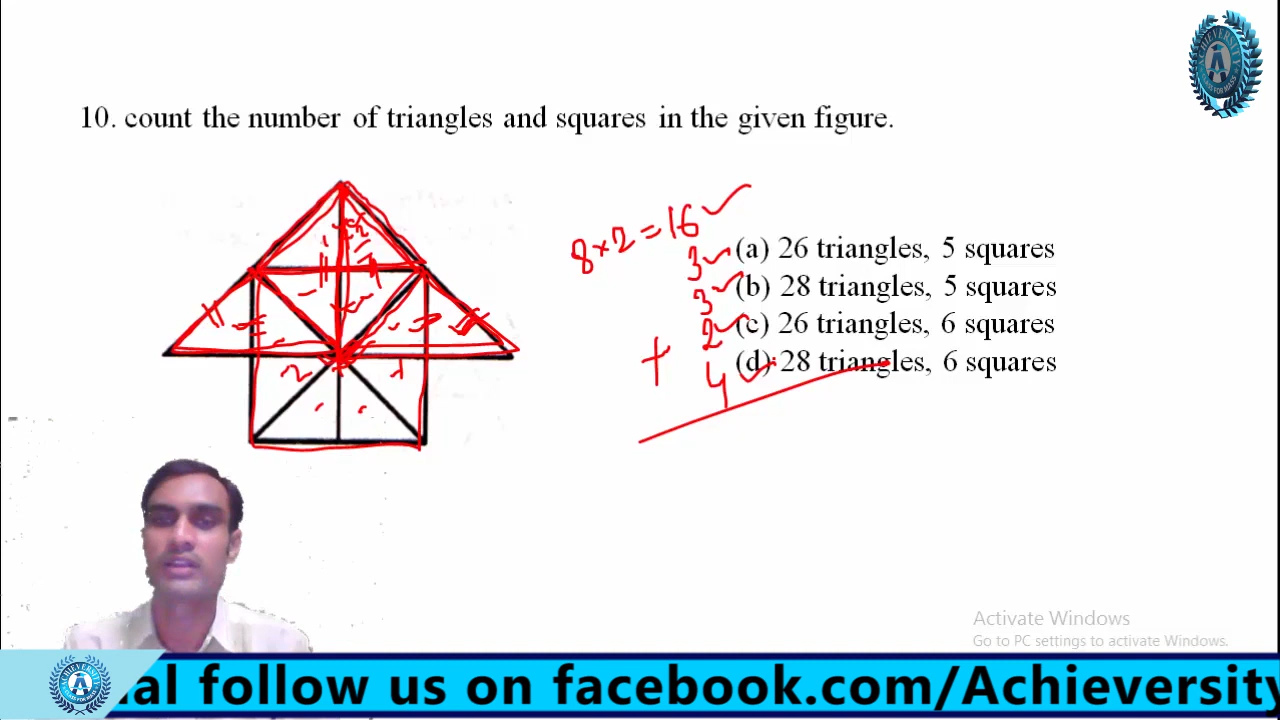 ACHIEVERSITY
A
10. count the number of triangles and squares in the given figure.
8×2=16
3
3
2
+ 4
(a) 26 triangles, 5 squares
(b) 28 triangles, 5 squares
(c) 26 triangles, 6 squares
(d) 28 triangles, 6 squares
Activate Windows
Go to PC settings to activate Windows.
al follow us on facebook.com/Achieversity